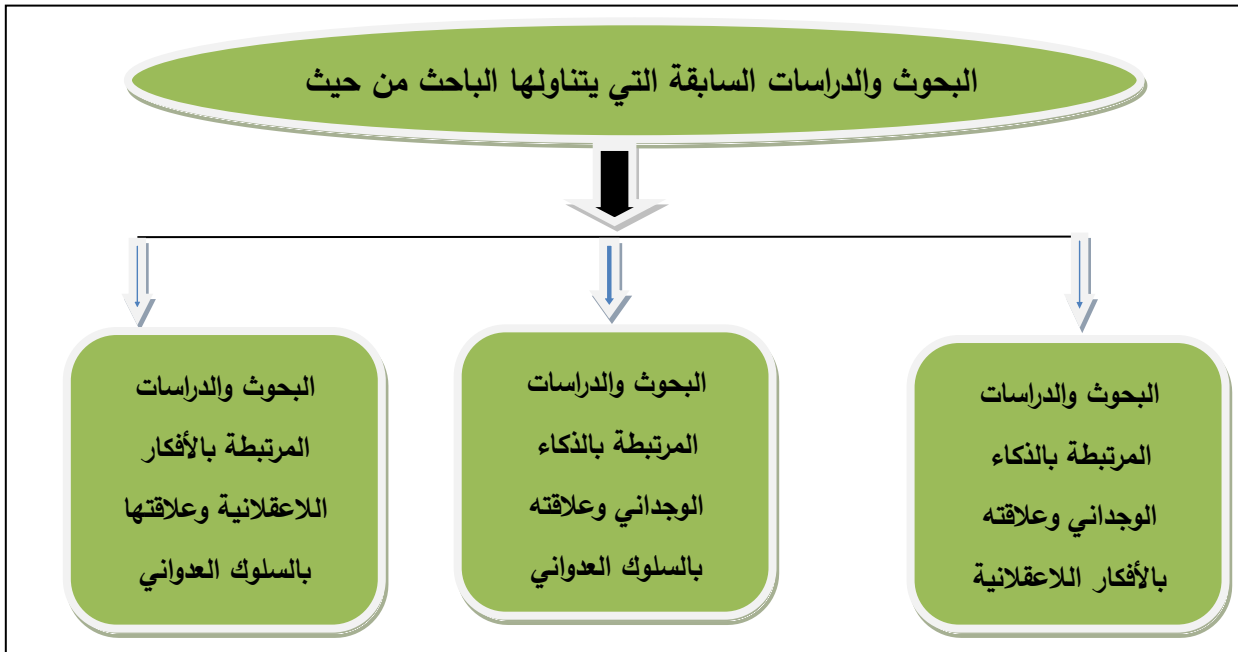 البحوث والدراسات السابقة التي يتناولها الباحث من حيث
البحوث والدراسات
المرتبطة بالذكاء
الوجداني وعلاقته
بالأفكار اللاعقلانية
البحوث والدراسات
المرتبطة بالذكاء
الوجداني وعلاقته
بالسلوك العدواني
البحوث والدراسات
المرتبطة بالأفكار
اللاعقلانية وعلاقتها
بالسلوك العدواني